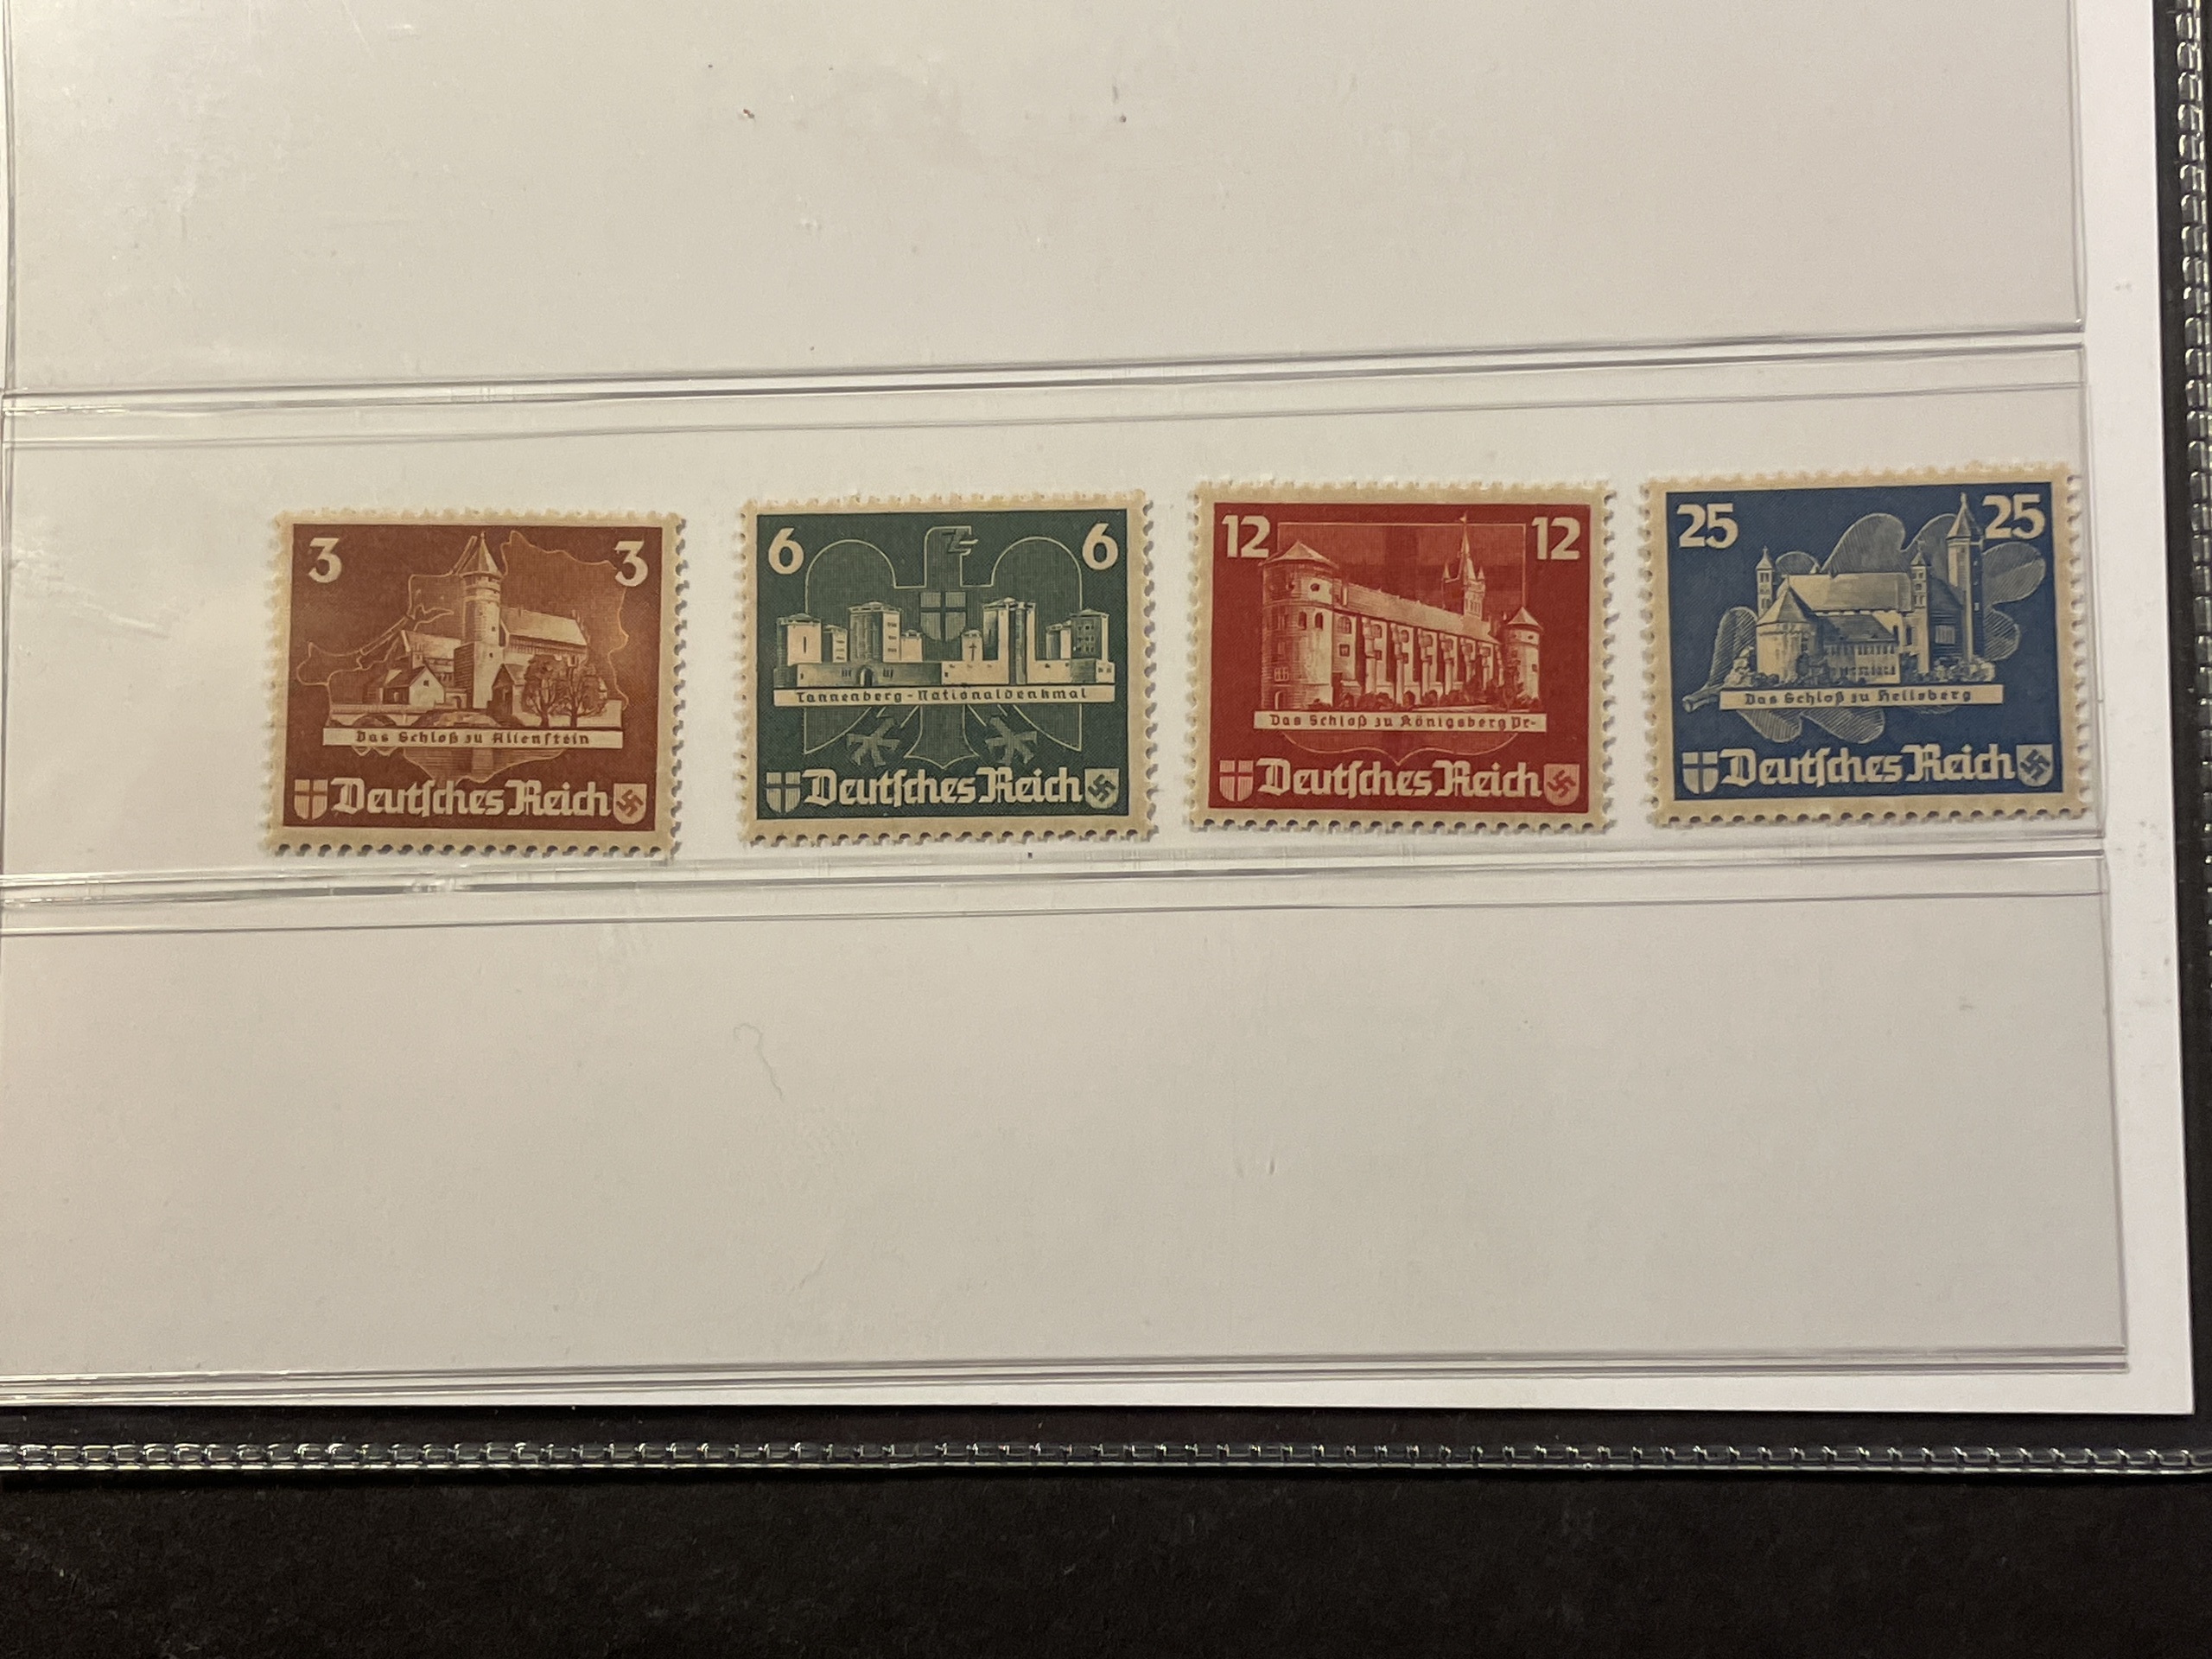 3 3
Das Schloß zu Allenstein
Deutsches Reich
6 6
Tannenberg-Nationaldenkmal
Deutsches Reich
12 12
Das Schloß zu Königsberg Pr-
Deutsches Reich
25 25
Das Schloß zu Heilsberg
Deutsches Reich